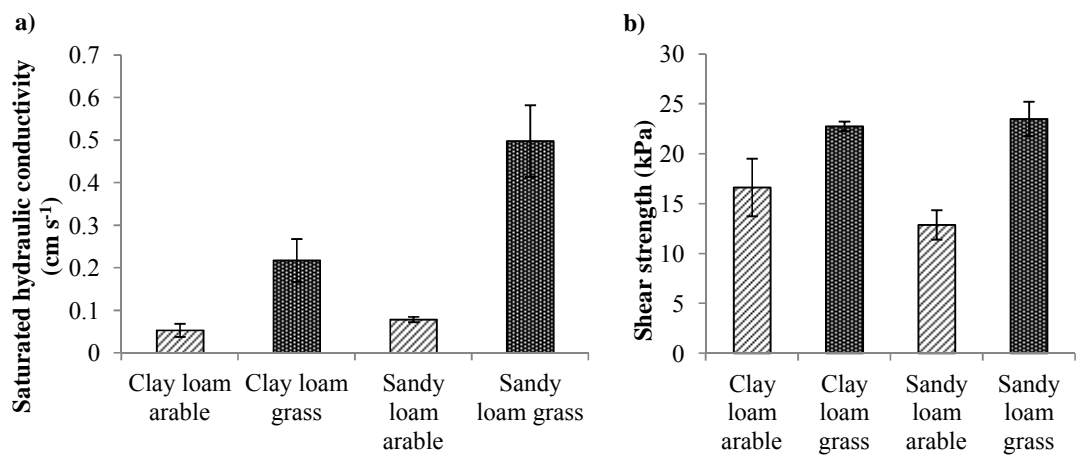 a)
Saturated hydraulic conductivity
(cm s⁻¹)
0.7
0.6
0.5
0.4
0.3
0.2
0.1
0
Clay loam
arable
Clay loam
grass
Sandy
loam
arable
Sandy
loam grass
b)
Shear strength (kPa)
30
25
20
15
10
5
0
Clay
loam
arable
Clay
loam
grass
Sandy
loam
arable
Sandy
loam
grass